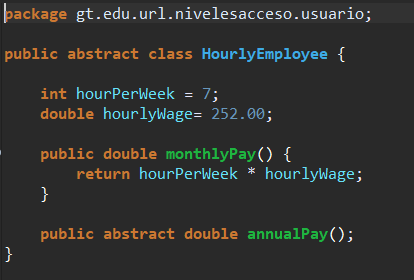 package gt.edu.url.nivelesacceso.usuario;
public abstract class HourlyEmployee {
int hourPerWeek = 7;
double hourlyWage= 252.00;
public double monthlyPay() {
return hourPerWeek * hourlyWage;
}
public abstract double annualPay();
}